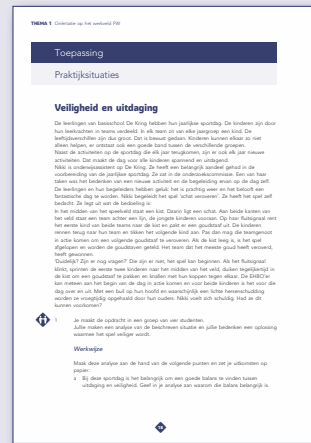 THEMA 1 Oriëntatie op het werkveld PW
Toepassing
Praktijksituaties
Veiligheid en uitdaging
De leerlingen van basisschool De Kring hebben hun jaarlijkse sportdag. De kinderen zijn door
hun leerkrachten in teams verdeeld. In elk team zit van elke jaargroep een kind. De
leeftijdsverschillen zijn dus groot. Dat is bewust gedaan. Kinderen kunnen elkaar zo niet
alleen helpen, er ontstaat ook een goede band tussen de verschillende groepen.
Naast de activiteiten op de sportdag die elk jaar terugkomen, zijn er ook elk jaar nieuwe
activiteiten. Dat maakt de dag voor alle kinderen spannend en uitdagend.
Nikki is onderwijsassistent op De Kring. Ze heeft een belangrijk aandeel gehad in de
voorbereiding van de jaarlijkse sportdag. Ze zat in de onderzoekscommissie. Een van haar
taken was het bedenken van een nieuwe activiteit en die begeleiding ervan op de dag zelf.
De leerlingen en hun begeleiders hebben geluk: het is prachtig weer en het belooft een
fantastische dag te worden. Nikki begeleidt het spel 'schat veroveren'. Ze heeft het spel zelf
bedacht. Ze legt uit wat de bedoeling is:
In het midden van het speelveld staat een kist. Daarin ligt een schat. Aan beide kanten van
het veld staat een team achter een lijn, de jongste teamleden vooraan. Op haar fluitsignaal rent
het eerste kind van beide teams naar de kist en pakt er een goudstaaf uit. De kinderen
rennen terug naar hun team en tikken het volgende kind aan. Pas dan mag die teamgenoot
in actie komen om een volgende goudstaaf te veroveren. Als de kist leeg is, is het spel
afgelopen en worden de goudstaven geteld. Het team dat het meeste goud heeft veroverd,
heeft gewonnen.
'Duidelijk? Zijn er nog vragen?' Die zijn er niet, het spel kan beginnen. Als het fluitsignaal
klinkt, sprinten de eerste twee kinderen naar het midden van het veld, duiken tegelijkertijd in
de kist om een goudstaaf te pakken en knallen met hun koppen tegen elkaar. De EHBO'er
kan meteen aan het begin van de dag in actie komen en voor beide kinderen is het voor die
dag over en uit. Met een buil op hun hoofd en waarschijnlijk een lichte hersenschudding
worden ze vroegtijdig opgehaald door hun ouders. Nikki voelt zich schuldig. Had ze dit
kunnen voorkomen?
1 Je maakt de opdracht in een groep van vier studenten.
Jullie maken een analyse van de beschreven situatie en jullie bedenken een oplossing
waarmee het spel veiliger wordt.
Werkwijze
Maak deze analyse aan de hand van de volgende punten en zet je uitkomsten op
papier:
a Bij deze sportdag is het belangrijk om een goede balans te vinden tussen
uitdaging en veiligheid. Geef in je analyse aan waarom die balans belangrijk is.